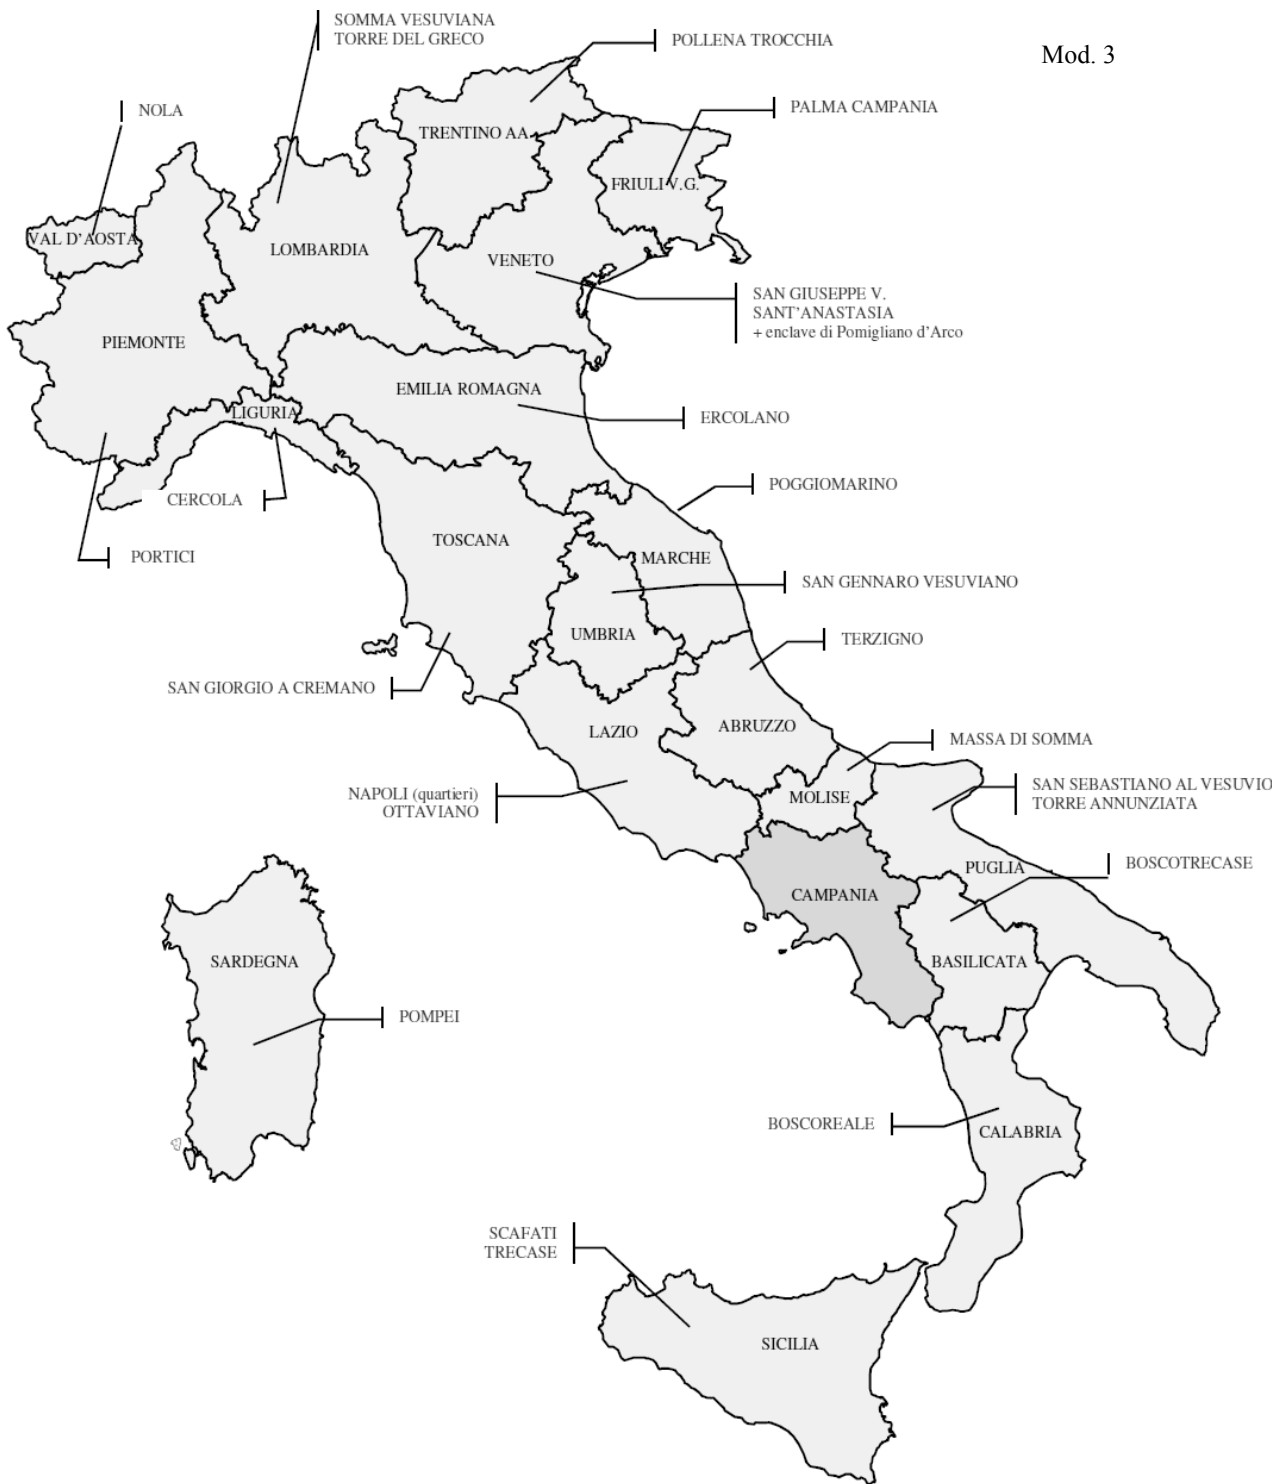 SOMMA VESUVIANA
TORRE DEL GRECO
POLLENA TROCCHIA
Mod. 3
NOLA
PALMA CAMPANIA
TRENTINO AA.
FRIULI V.G.
VAL D'AOSTA
LOMBARDIA
VENETO
SAN GIUSEPPE V.
SANT'ANASTASIA
+ enclave di Pomigliano d'Arco
PIEMONTE
EMILIA ROMAGNA
LIGURIA
ERCOLANO
CERCOLA
POGGIOMARINO
TOSCANA
PORTICI
MARCHE
SAN GENNARO VESUVIANO
UMBRIA
TERZIGNO
SAN GIORGIO A CREMANO
LAZIO
ABRUZZO
MASSA DI SOMMA
NAPOLI (quartieri)
OTTAVIANO
MOLISE
SAN SEBASTIANO AL VESUVIO
TORRE ANNUNZIATA
PUGLIA
BOSCOTRECASE
CAMPANIA
SARDEGNA
BASILICATA
POMPEI
BOSCOREALE
CALABRIA
SCAFATI
TRECASE
SICILIA